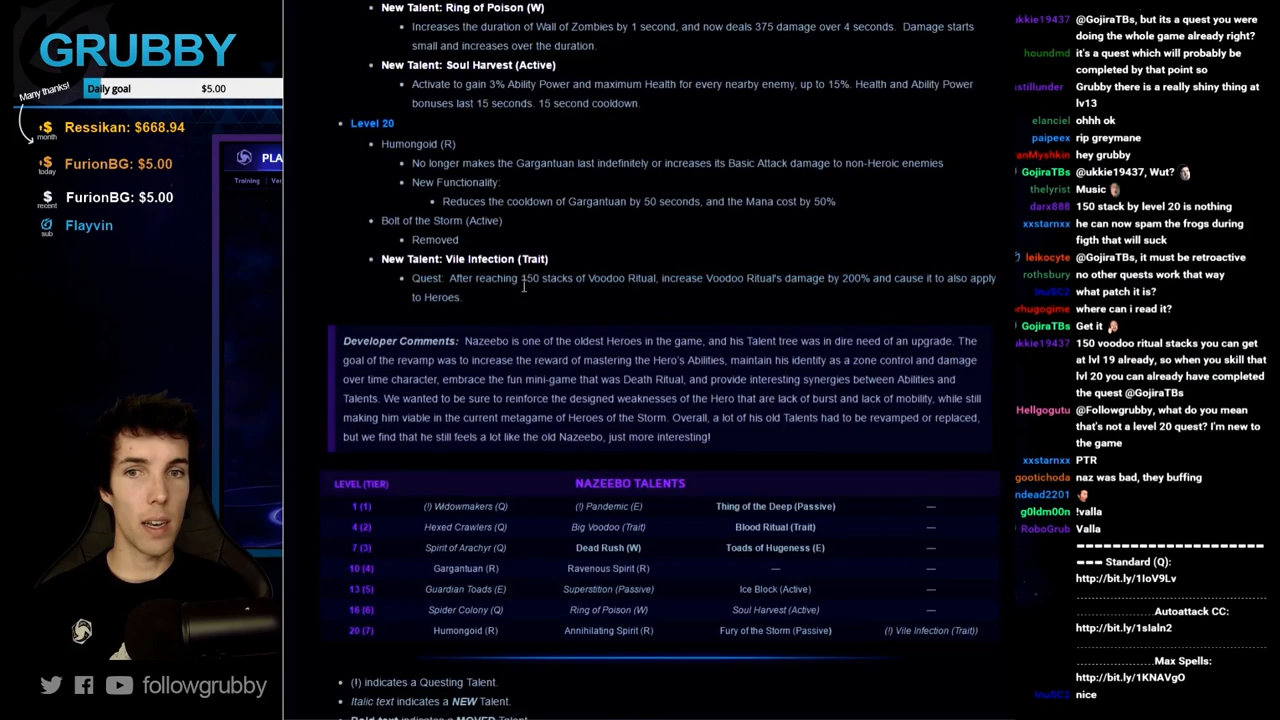 GRUBBY
Many thanks!
Daily goal
$5.00
month
Ressikan: $668.94
today
FurionBG: $5.00
recent
FurionBG: $5.00
sub
Flayvin
PLA
Training
Ver
followgrubby
New Talent: Ring of Poison (W)
Increases the duration of Wall of Zombies by 1 second, and now deals 375 damage over 4 seconds. Damage starts
small and increases over the duration.
New Talent: Soul Harvest (Active)
Activate to gain 3% Ability Power and maximum Health for every nearby enemy, up to 15%. Health and Ability Power
bonuses last 15 seconds. 15 second cooldown.
Level 20
Humongoid (R)
No longer makes the Gargantuan last indefinitely or increases its Basic Attack damage to non-Heroic enemies
New Functionality:
Reduces the cooldown of Gargantuan by 50 seconds, and the Mana cost by 50%
Bolt of the Storm (Active)
Removed
New Talent: Vile Infection (Trait)
Quest: After reaching 150 stacks of Voodoo Ritual, increase Voodoo Ritual's damage by 200% and cause it to also apply
to Heroes.
Developer Comments: Nazeebo is one of the oldest Heroes in the game, and his Talent tree was in dire need of an upgrade. The
goal of the revamp was to increase the reward of mastering the Hero's Abilities, maintain his identity as a zone control and damage
over time character, embrace the fun mini-game that was Death Ritual, and provide interesting synergies between Abilities and
Talents. We wanted to be sure to reinforce the designed weaknesses of the Hero that are lack of burst and lack of mobility, while still
making him viable in the current metagame of Heroes of the Storm. Overall, a lot of his old Talents had to be revamped or replaced,
but we find that he still feels a lot like the old Nazeebo, just more interesting!
LEVEL (TIER) NAZEEBO TALENTS
1 (1) (!) Widowmakers (Q) (!) Pandemic (E) Thing of the Deep (Passive) —
4 (2) Hexed Crawlers (Q) Big Voodoo (Trait) Blood Ritual (Trait) —
7 (3) Spirit of Arachyr (Q) Dead Rush (W) Toads of Hugeness (E) —
10 (4) Gargantuan (R) Ravenous Spirit (R) — —
13 (5) Guardian Toads (E) Superstition (Passive) Ice Block (Active) —
16 (6) Spider Colony (Q) Ring of Poison (W) Soul Harvest (Active) —
20 (7) Humongoid (R) Annihilating Spirit (R) Fury of the Storm (Passive) (!) Vile Infection (Trait))
(!) indicates a Questing Talent.
Italic text indicates a NEW Talent.
Bold text indicates a MOVED Talent
ukkie19437 @GojiraTBs, but its a quest you were
doing the whole game already right?
houndmd it's a quest which will probably be
completed by that point so
stillunder Grubby there is a really shiny thing at
lvl13
elanciel ohhh ok
paipeex rip greymane
anMyshkin hey grubby
GojiraTBs @ukkie19437, Wut?
thelyrist Music
darx888 150 stack by level 20 is nothing
xxstarnxx he can now spam the frogs during
figth that will suck
leikocyte @GojiraTBs, it must be retroactive
rothsbury no other quests work that way
InuSC2 what patch it is?
rhugogime where can i read it?
GojiraTBs Get it
ukkie19437 150 voodoo ritual stacks you can get
at lvl 19 already, so when you skill that
lvl 20 you can already have completed
the quest @GojiraTBs
Hellgogutu @Followgrubby, what do you mean
that's not a level 20 quest? I'm new to
the game
xxstarnxx PTR
gootichoda naz was bad, they buffing
ndead2201
g0ldm00n !valla
RoboGrub Valla
Standard (Q):
http://bit.ly/1IoV9Lv
Autoattack CC:
http://bit.ly/1sIaln2
Max Spells:
http://bit.ly/1KNAVgO
InuSC2 nice